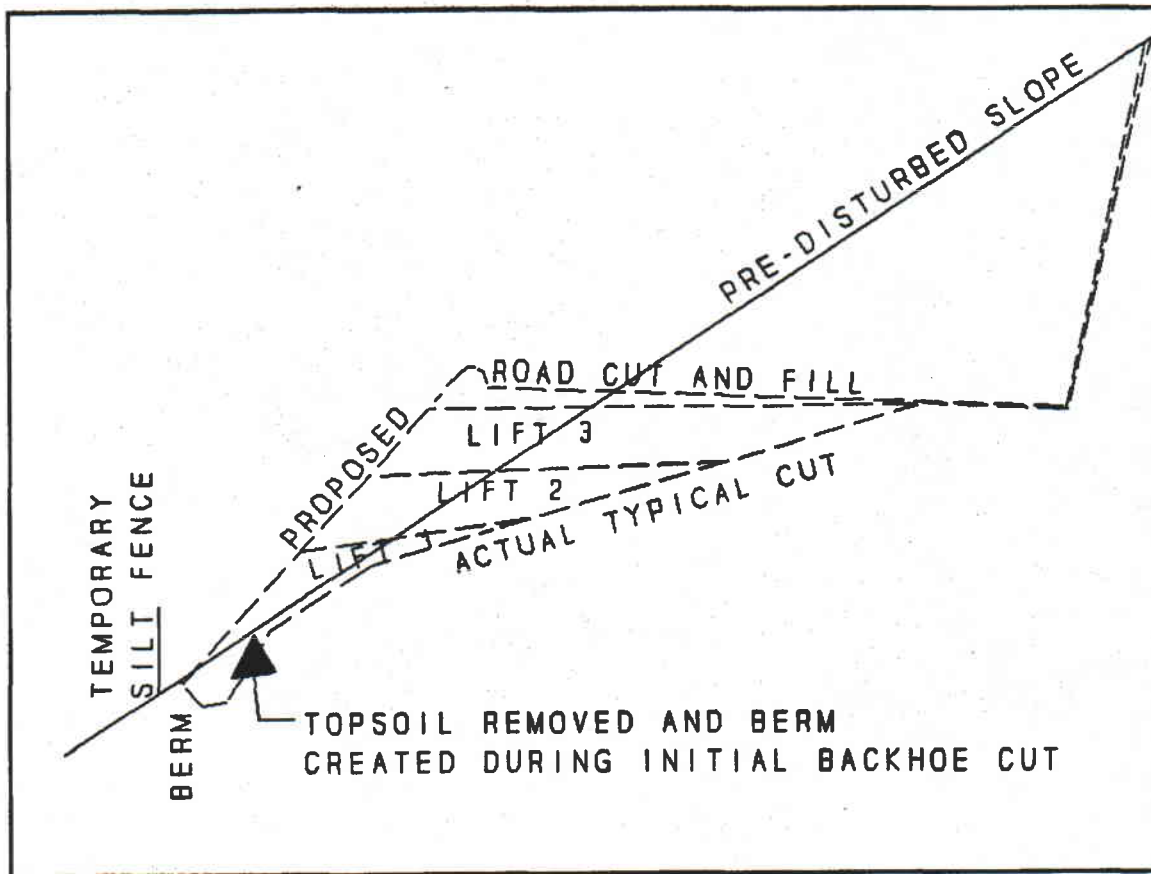 PRE-DISTURBED SLOPE
ROAD CUT AND FILL
PROPOSED
LIFT 3
LIFT 2
LIFT 1
ACTUAL TYPICAL CUT
TEMPORARY
SILT FENCE
BERM
TOPSOIL REMOVED AND BERM
CREATED DURING INITIAL BACKHOE CUT